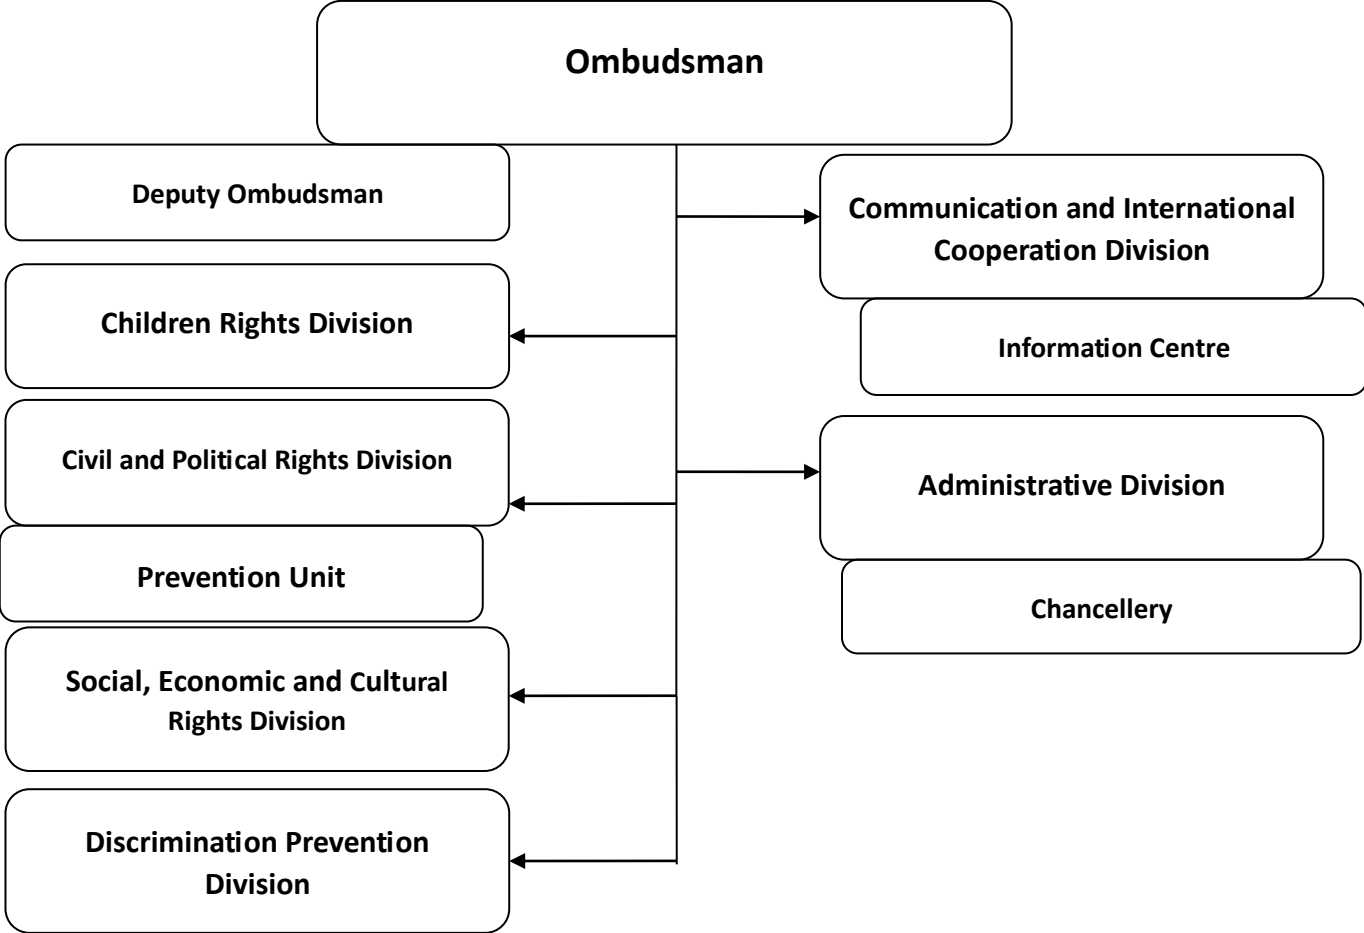 Ombudsman
Deputy Ombudsman
Children Rights Division
Civil and Political Rights Division
Prevention Unit
Social, Economic and Cultural
Rights Division
Discrimination Prevention
Division
Communication and International
Cooperation Division
Information Centre
Administrative Division
Chancellery